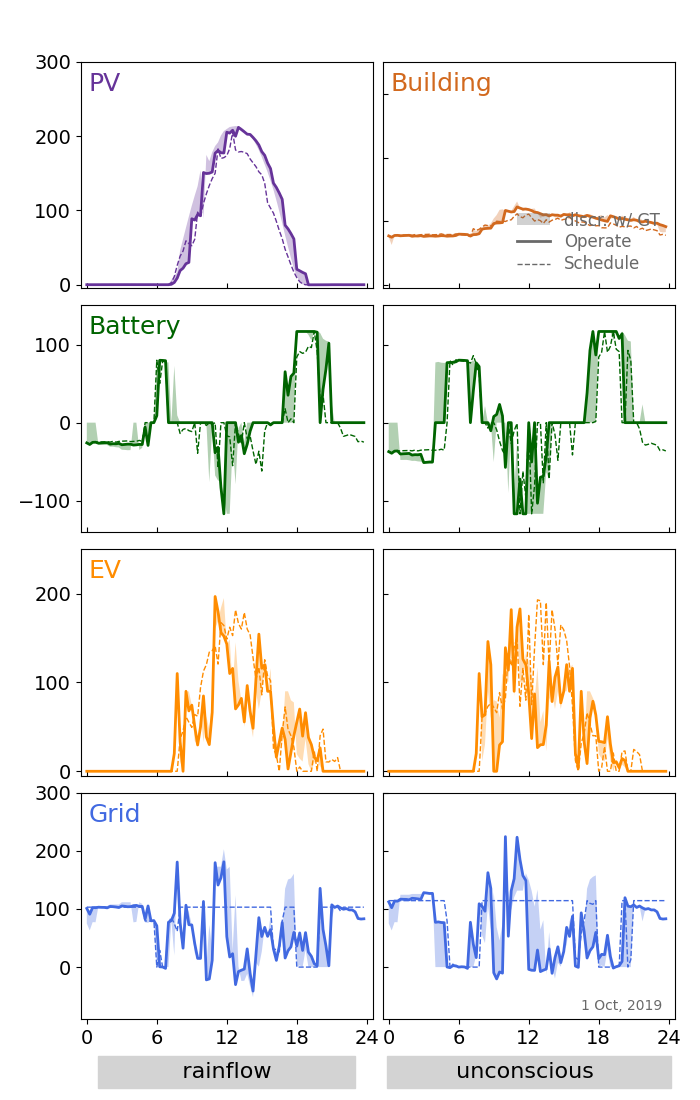 300
PV
Building
200
discr. w/ GT
100
Operate
Schedule
0
Battery
100
0
−100
EV
200
100
0
300
Grid
200
100
0
1 Oct, 2019
0 6 12 18 24 0 6 12 18 24
rainflow unconscious